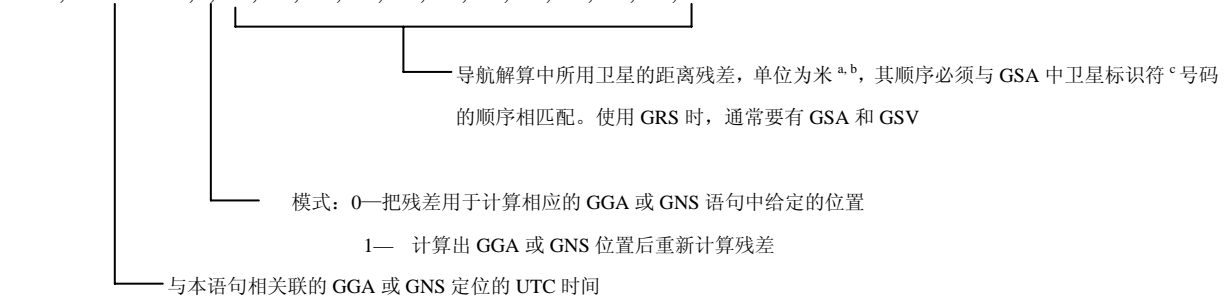 导航解算中所用卫星的距离残差，单位为米 a, b，其顺序必须与 GSA 中卫星标识符 c 号码
的顺序相匹配。使用 GRS 时，通常要有 GSA 和 GSV
模式：0—把残差用于计算相应的 GGA 或 GNS 语句中给定的位置
1— 计算出 GGA 或 GNS 位置后重新计算残差
与本语句相关联的 GGA 或 GNS 定位的 UTC 时间